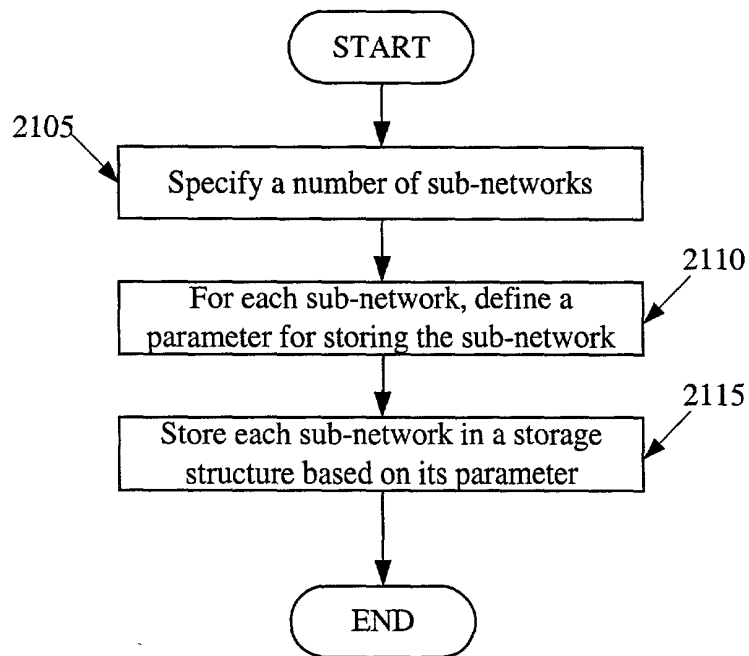 START
2105
Specify a number of sub-networks
2110
For each sub-network, define a
parameter for storing the sub-network
2115
Store each sub-network in a storage
structure based on its parameter
END